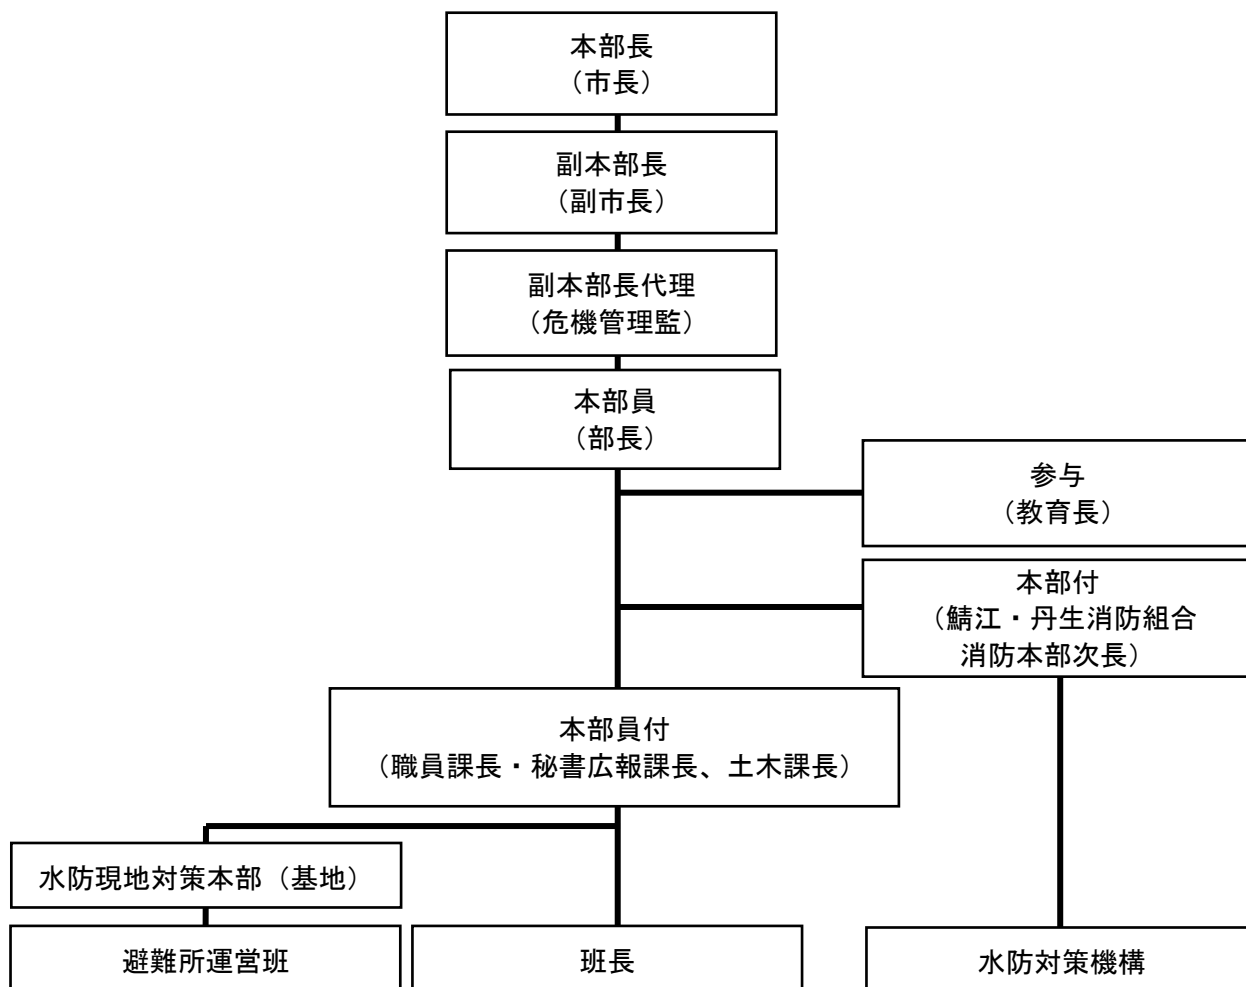 本部長
（市長）
副本部長
（副市長）
副本部長代理
（危機管理監）
本部員
（部長）
参与
（教育長）
本部付
（鯖江・丹生消防組合
消防本部次長）
本部員付
（職員課長・秘書広報課長、土木課長）
水防現地対策本部（基地）
避難所運営班
班長
水防対策機構